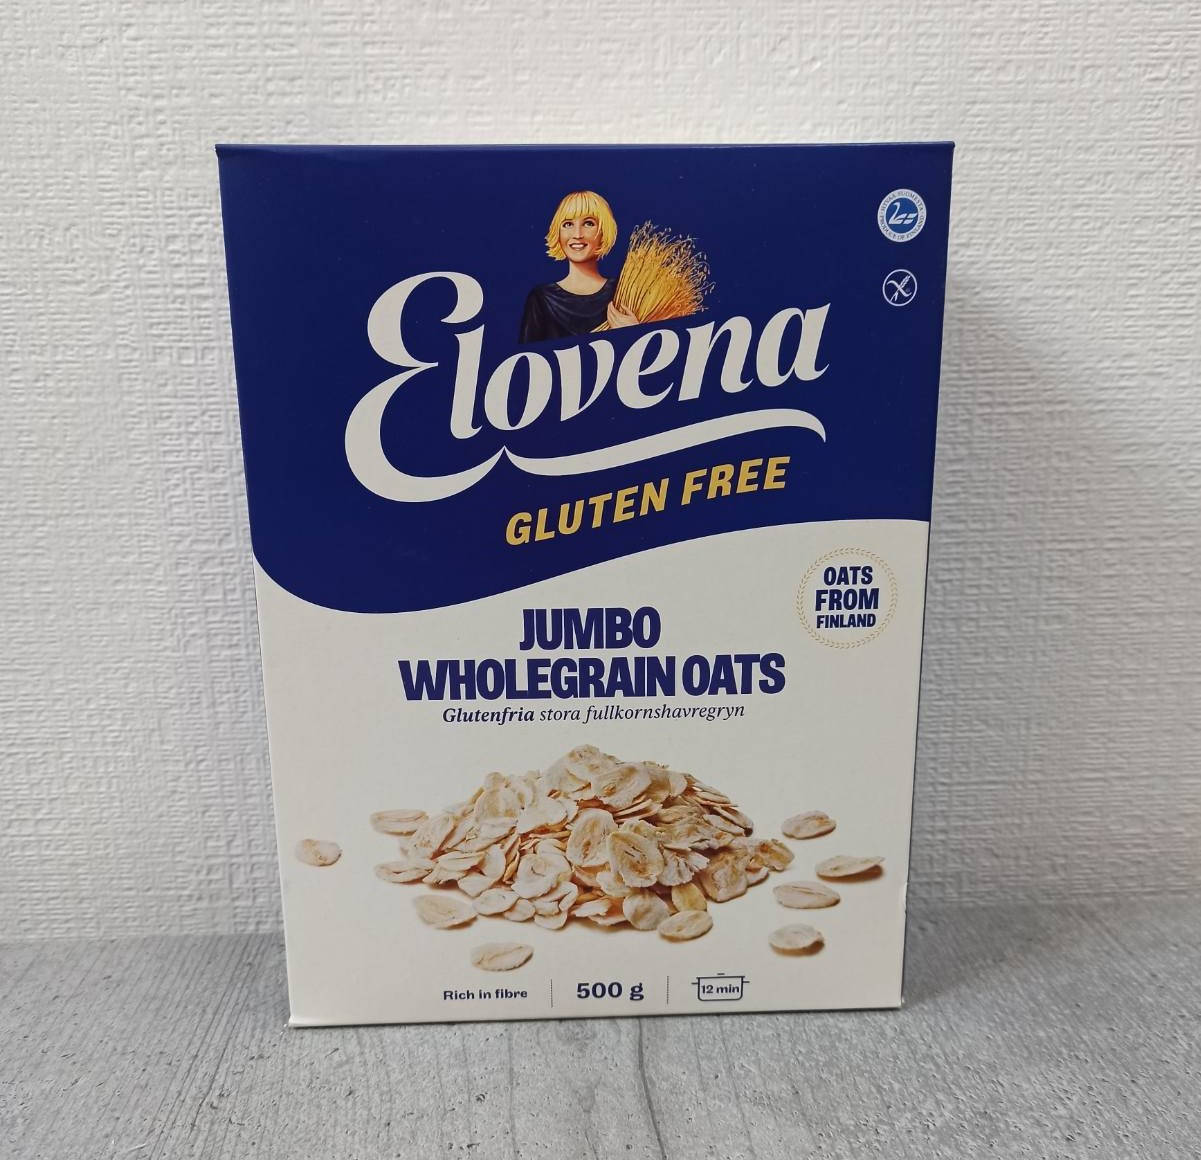 Elovena
GLUTEN FREE
OATS
FROM
FINLAND
JUMBO
WHOLEGRAIN OATS
Glutenfria stora fullkornshavregryn
Rich in fibre
500 g
12 min